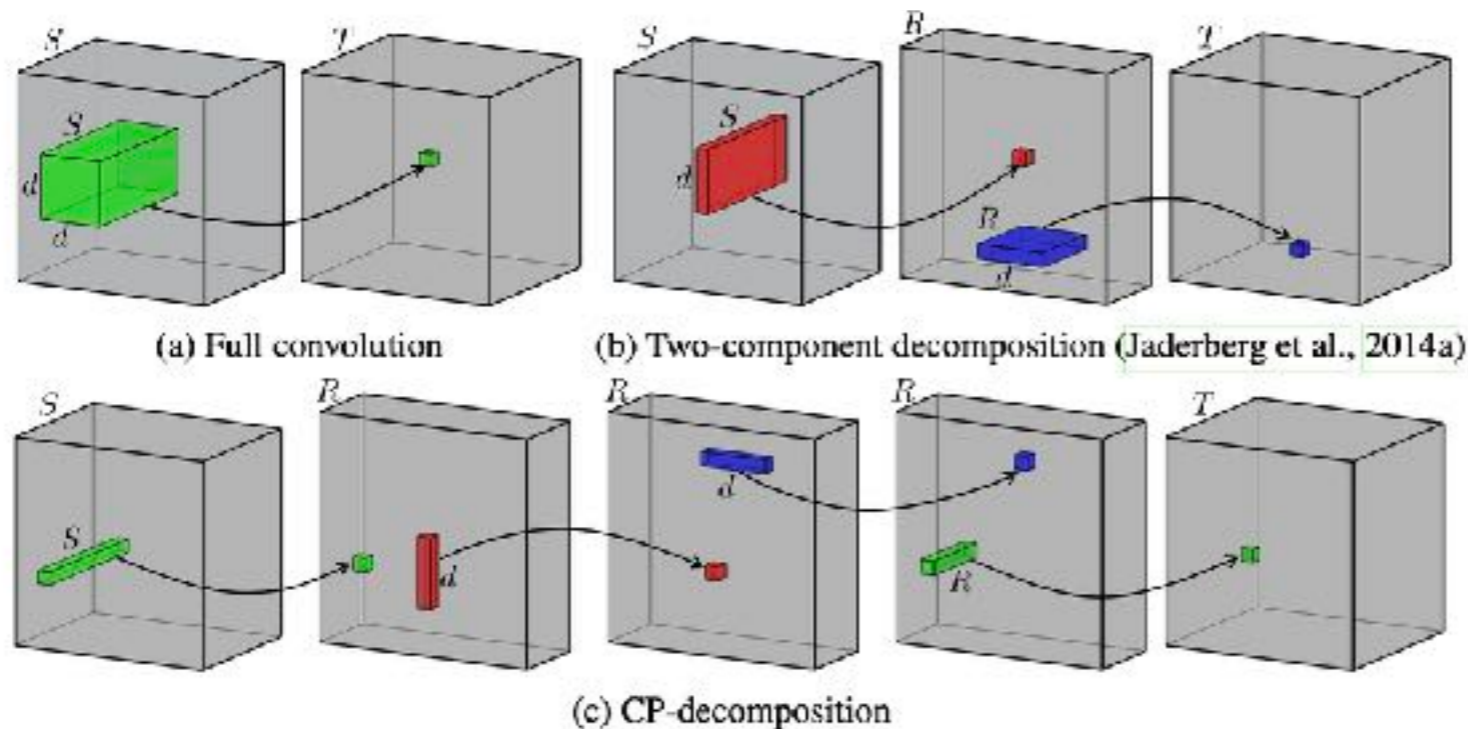 S T S R T
S
d
d
S
d
R
d
(a) Full convolution
(b) Two-component decomposition (Jaderberg et al., 2014a)
S R R R T
S
d
d
R
(c) CP-decomposition